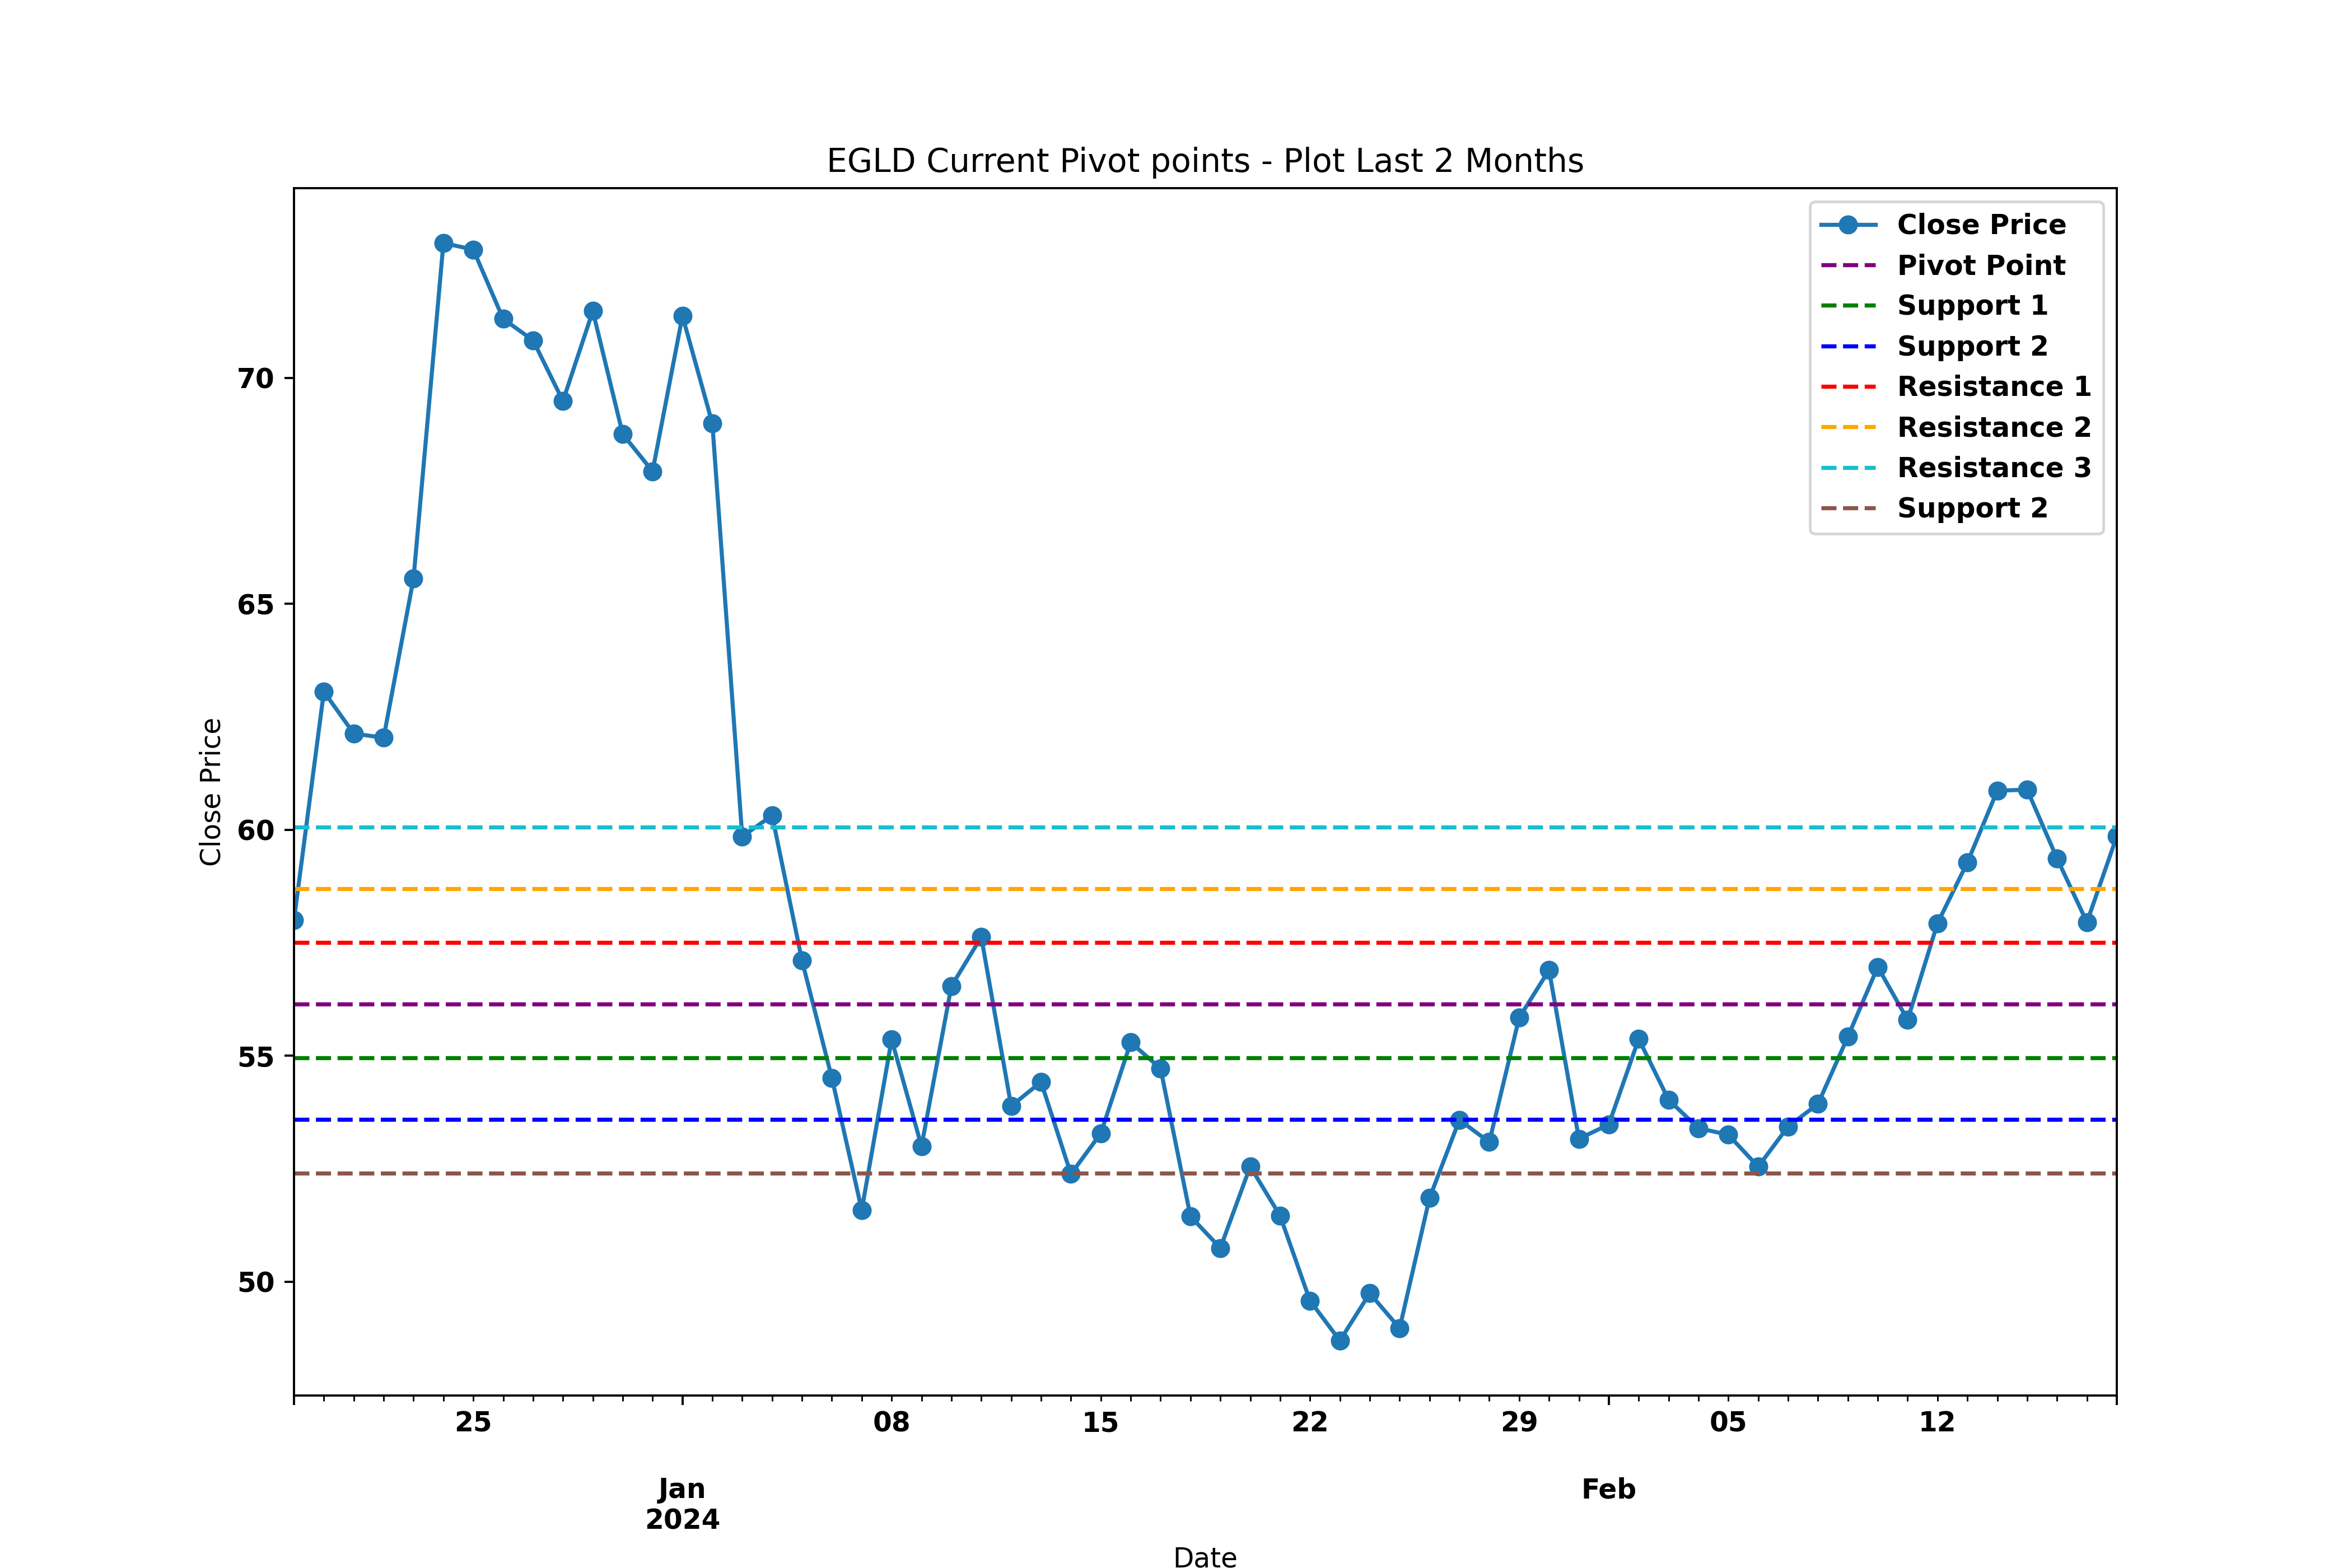 EGLD Current Pivot points - Plot Last 2 Months
Close Price
Pivot Point
Support 1
Support 2
Resistance 1
Resistance 2
Resistance 3
Support 2
70
65
60
55
50
Close Price
25
08
15
22
29
05
12
Jan
2024
Feb
Date